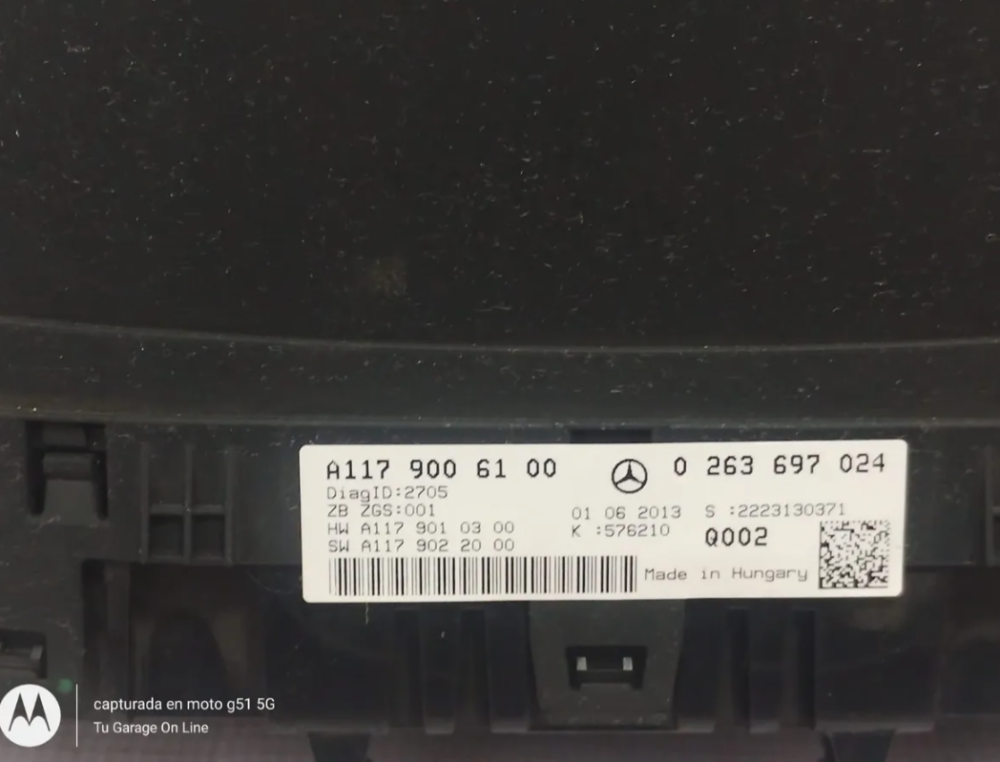 A117 900 61 00 0 263 697 024
DiagID:2705
ZB ZGS:001 01 06 2013 S :2223130371
HW A117 901 03 00 K :576210 Q002
SW A117 902 20 00
Made in Hungary
capturada en moto g51 5G
Tu Garage On Line